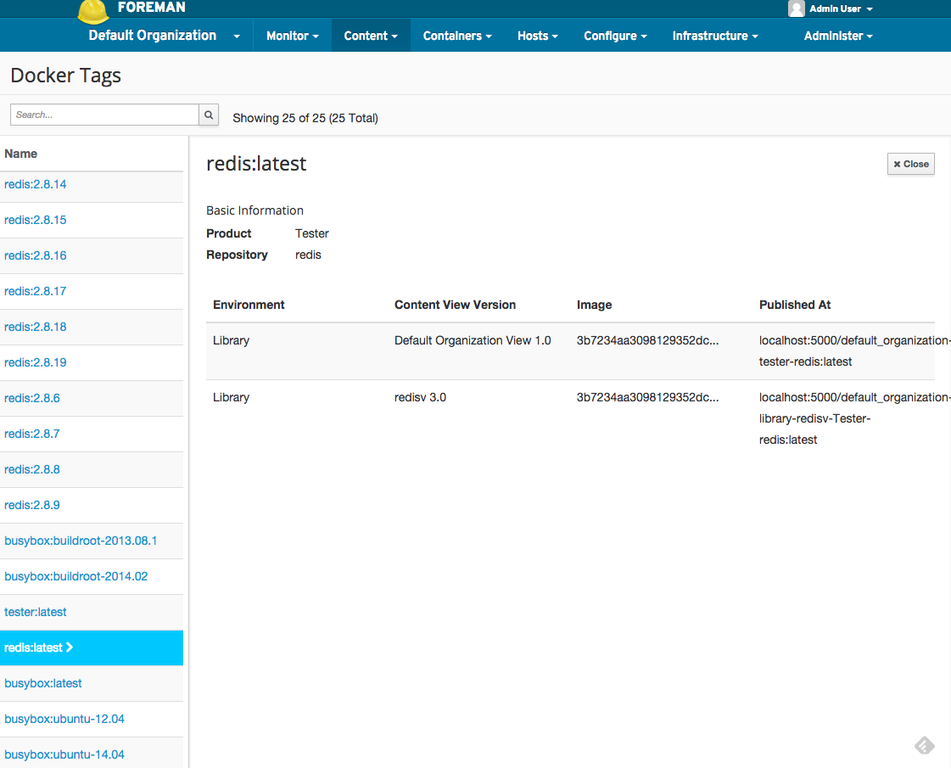 FOREMAN
Admin User
Default Organization Monitor Content Containers Hosts Configure Infrastructure Administer
Docker Tags
Search... Showing 25 of 25 (25 Total)
Name
redis:2.8.14
redis:2.8.15
redis:2.8.16
redis:2.8.17
redis:2.8.18
redis:2.8.19
redis:2.8.6
redis:2.8.7
redis:2.8.8
redis:2.8.9
busybox:buildroot-2013.08.1
busybox:buildroot-2014.02
tester:latest
redis:latest
busybox:latest
busybox:ubuntu-12.04
busybox:ubuntu-14.04
redis:latest
Close
Basic Information
Product Tester
Repository redis
Environment Content View Version Image Published At
Library Default Organization View 1.0 3b7234aa3098129352dc... localhost:5000/default_organization-
tester-redis:latest
Library redisv 3.0 3b7234aa3098129352dc... localhost:5000/default_organization-
library-redisv-Tester-
redis:latest